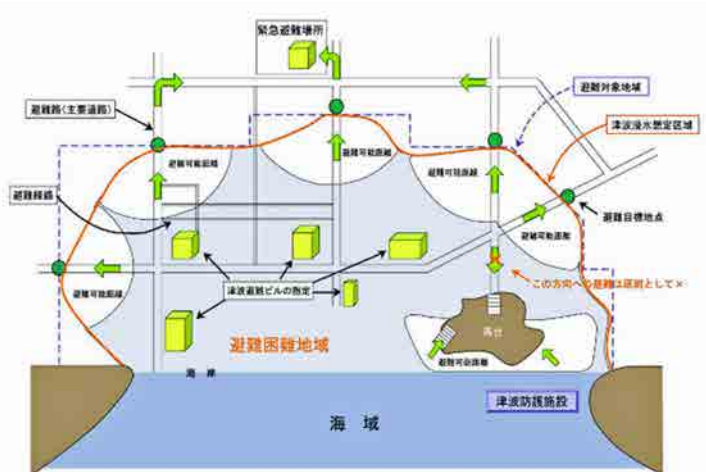 緊急避難場所
避難路(主要道路)
避難対象地域
津波浸水想定区域
避難可能距離
避難可能距離
避難可能距離
避難経路
避難目標地点
避難可能距離
避難可能距離
津波避難ビルの指定
この方向への避難は原則として×
高台
避難困難地域
避難可能距離
海 岸
津波防護施設
海 域